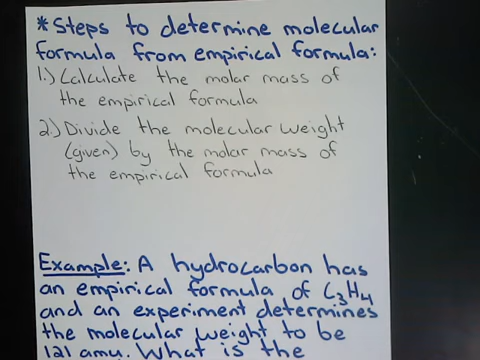 * Steps to determine molecular
formula from empirical formula:
1.) Calculate the molar mass of
the empirical formula
2.) Divide the molecular weight
(given) by the molar mass of
the empirical formula
Example: A hydrocarbon has
an empirical formula of C₃H₄
and an experiment determines
the molecular weight to be
121 amu. What is the